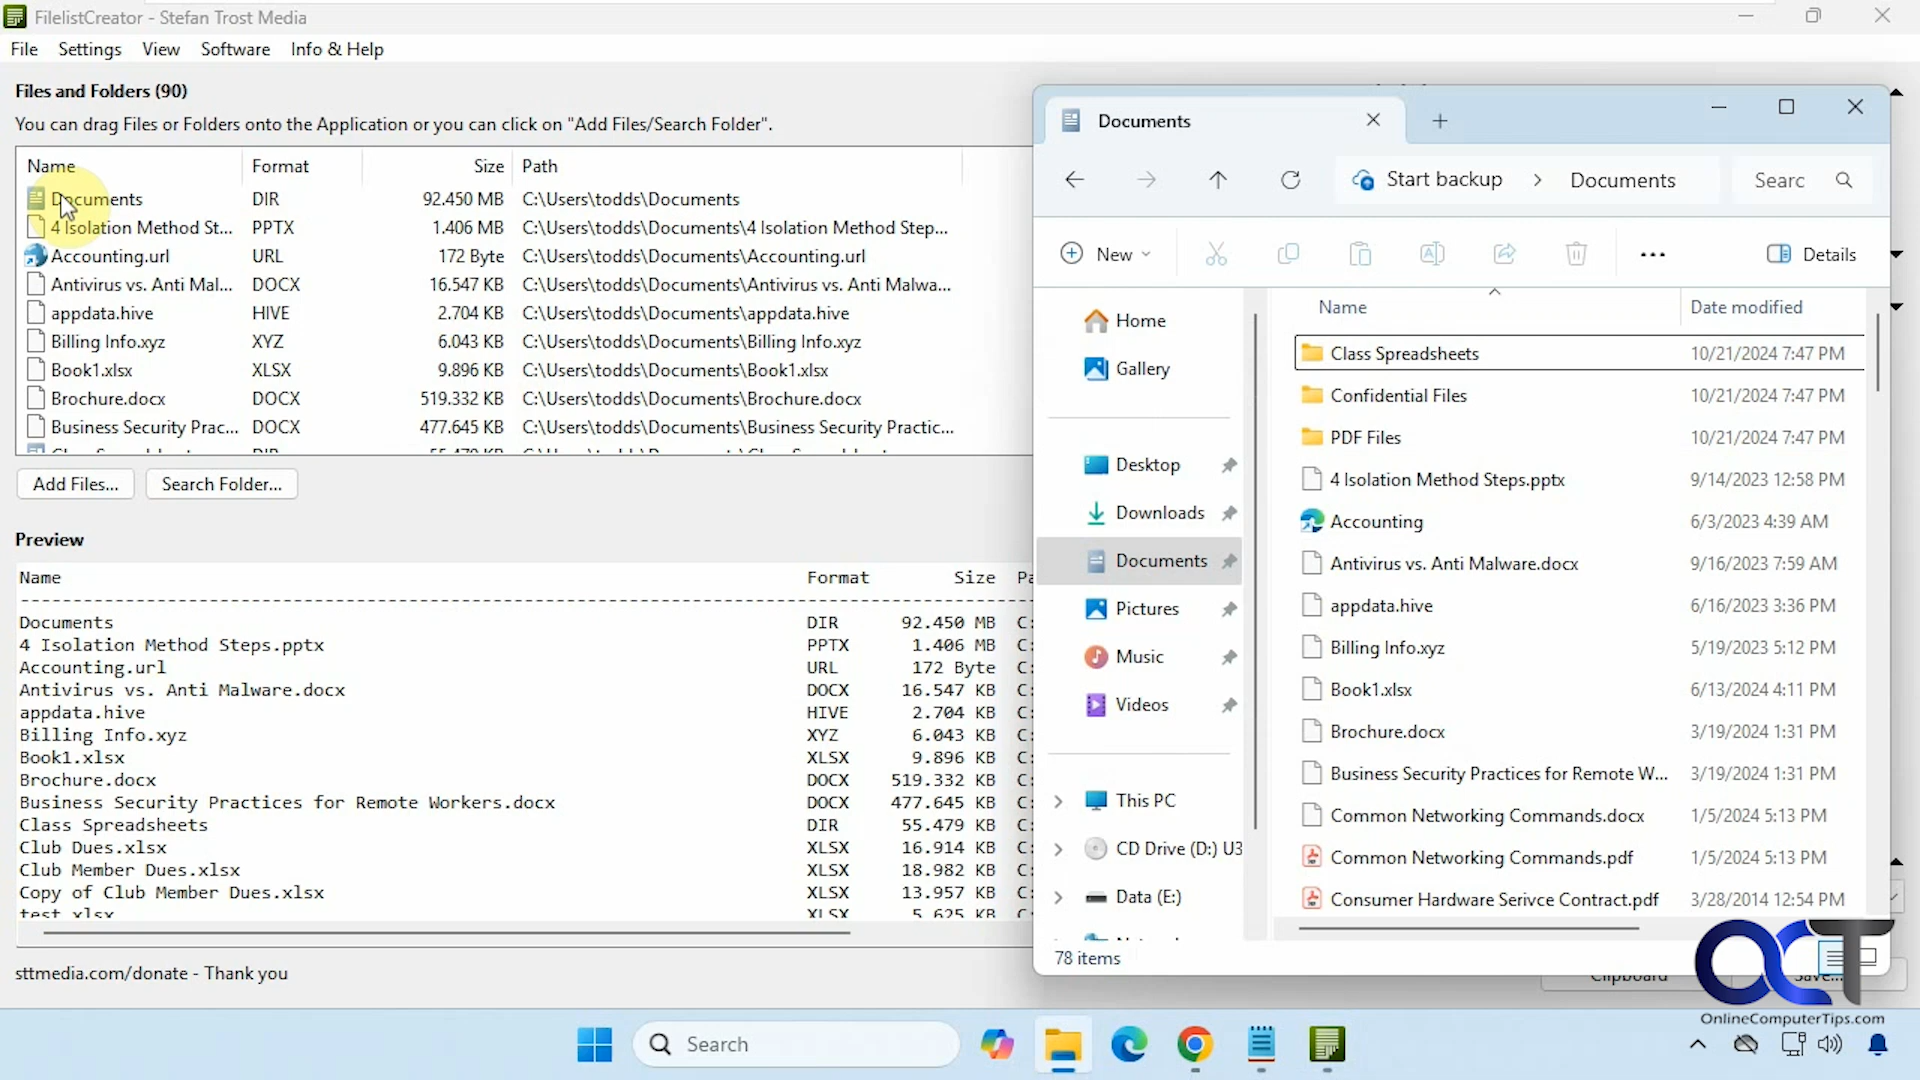 FilelistCreator - Stefan Trost Media
File Settings View Software Info & Help
Files and Folders (90)
You can drag Files or Folders onto the Application or you can click on "Add Files/Search Folder".
Name Format Size Path
Documents DIR 92.450 MB C:\Users\todds\Documents
4 Isolation Method St... PPTX 1.406 MB C:\Users\todds\Documents\4 Isolation Method Step...
Accounting.url URL 172 Byte C:\Users\todds\Documents\Accounting.url
Antivirus vs. Anti Mal... DOCX 16.547 KB C:\Users\todds\Documents\Antivirus vs. Anti Malwa...
appdata.hive HIVE 2.704 KB C:\Users\todds\Documents\appdata.hive
Billing Info.xyz XYZ 6.043 KB C:\Users\todds\Documents\Billing Info.xyz
Book1.xlsx XLSX 9.896 KB C:\Users\todds\Documents\Book1.xlsx
Brochure.docx DOCX 519.332 KB C:\Users\todds\Documents\Brochure.docx
Business Security Prac... DOCX 477.645 KB C:\Users\todds\Documents\Business Security Practic...
Add Files... Search Folder...
Preview
Name Format Size
Documents DIR 92.450 MB C:
4 Isolation Method Steps.pptx PPTX 1.406 MB C:
Accounting.url URL 172 Byte C:
Antivirus vs. Anti Malware.docx DOCX 16.547 KB C:
appdata.hive HIVE 2.704 KB C:
Billing Info.xyz XYZ 6.043 KB C:
Book1.xlsx XLSX 9.896 KB C:
Brochure.docx DOCX 519.332 KB C:
Business Security Practices for Remote Workers.docx DOCX 477.645 KB C:
Class Spreadsheets DIR 55.479 KB C:
Club Dues.xlsx XLSX 16.914 KB C:
Club Member Dues.xlsx XLSX 18.982 KB C:
Copy of Club Member Dues.xlsx XLSX 13.957 KB C:
test.xlsx XLSX 5.625 KB C:
sttmedia.com/donate - Thank you
Documents
Start backup > Documents Searc
New Details
Home
Gallery
Desktop
Downloads
Documents
Pictures
Music
Videos
This PC
CD Drive (D:) U3
Data (E:)
Name Date modified
Class Spreadsheets 10/21/2024 7:47 PM
Confidential Files 10/21/2024 7:47 PM
PDF Files 10/21/2024 7:47 PM
4 Isolation Method Steps.pptx 9/14/2023 12:58 PM
Accounting 6/3/2023 4:39 AM
Antivirus vs. Anti Malware.docx 9/16/2023 7:59 AM
appdata.hive 6/16/2023 3:36 PM
Billing Info.xyz 5/19/2023 5:12 PM
Book1.xlsx 6/13/2024 4:11 PM
Brochure.docx 3/19/2024 1:31 PM
Business Security Practices for Remote W... 3/19/2024 1:31 PM
Common Networking Commands.docx 1/5/2024 5:13 PM
Common Networking Commands.pdf 1/5/2024 5:13 PM
Consumer Hardware Serivce Contract.pdf 3/28/2014 12:54 PM
78 items
Clipboard Save...
OCT
OnlineComputerTips.com
Search